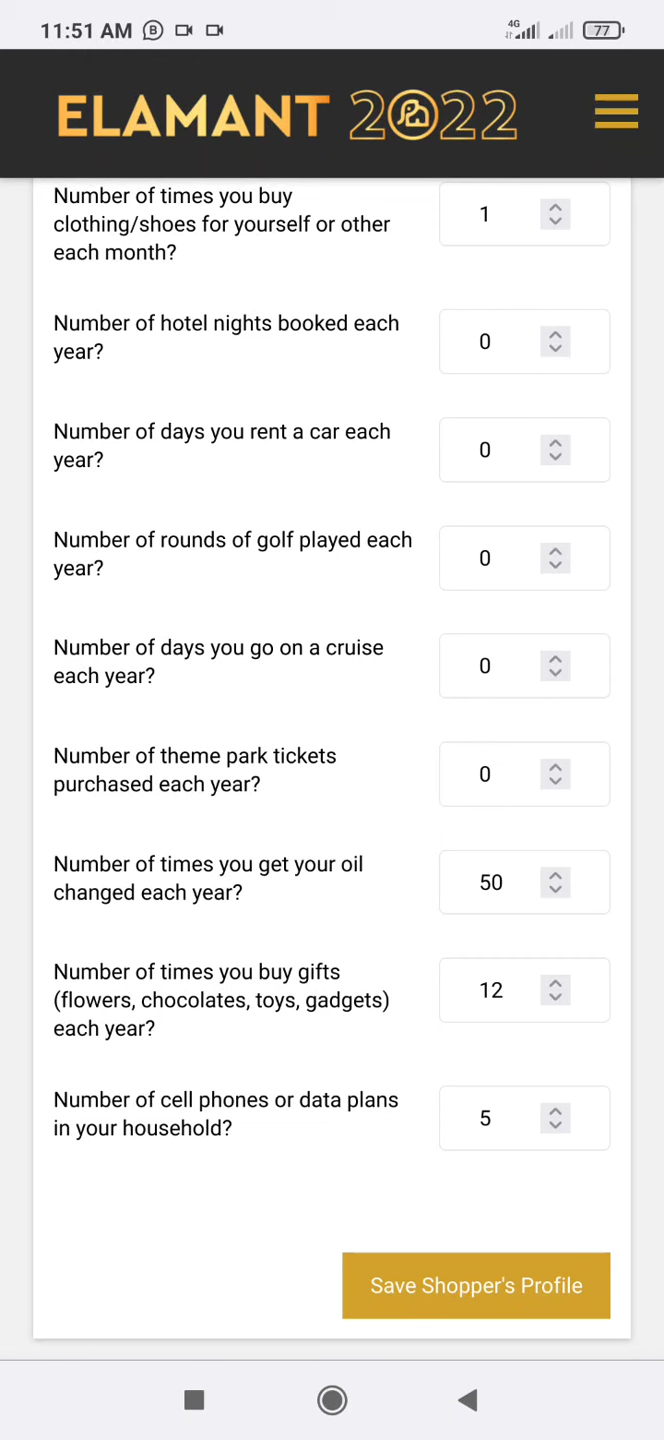 11:51 AM B 4G 77
ELAMANT 2022
Number of times you buy
clothing/shoes for yourself or other
each month?
1
Number of hotel nights booked each
year?
0
Number of days you rent a car each
year?
0
Number of rounds of golf played each
year?
0
Number of days you go on a cruise
each year?
0
Number of theme park tickets
purchased each year?
0
Number of times you get your oil
changed each year?
50
Number of times you buy gifts
(flowers, chocolates, toys, gadgets)
each year?
12
Number of cell phones or data plans
in your household?
5
Save Shopper's Profile